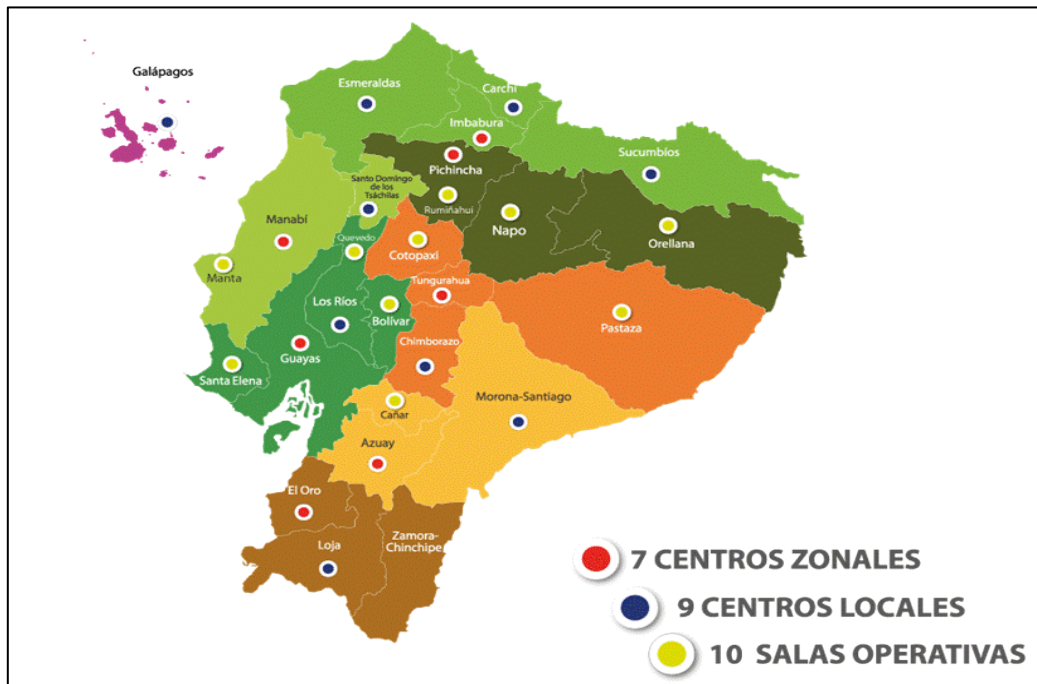 Galápagos
Esmeraldas
Carchi
Imbabura
Sucumbíos
Pichincha
Santo Domingo
de los
Tsáchilas
Rumiñahui
Napo
Orellana
Manabí
Quevedo
Cotopaxi
Manta
Tungurahua
Los Ríos
Bolívar
Pastaza
Guayas
Chimborazo
Santa Elena
Morona-Santiago
Cañar
Azuay
El Oro
Loja
Zamora-
Chinchipe
7 CENTROS ZONALES
9 CENTROS LOCALES
10 SALAS OPERATIVAS